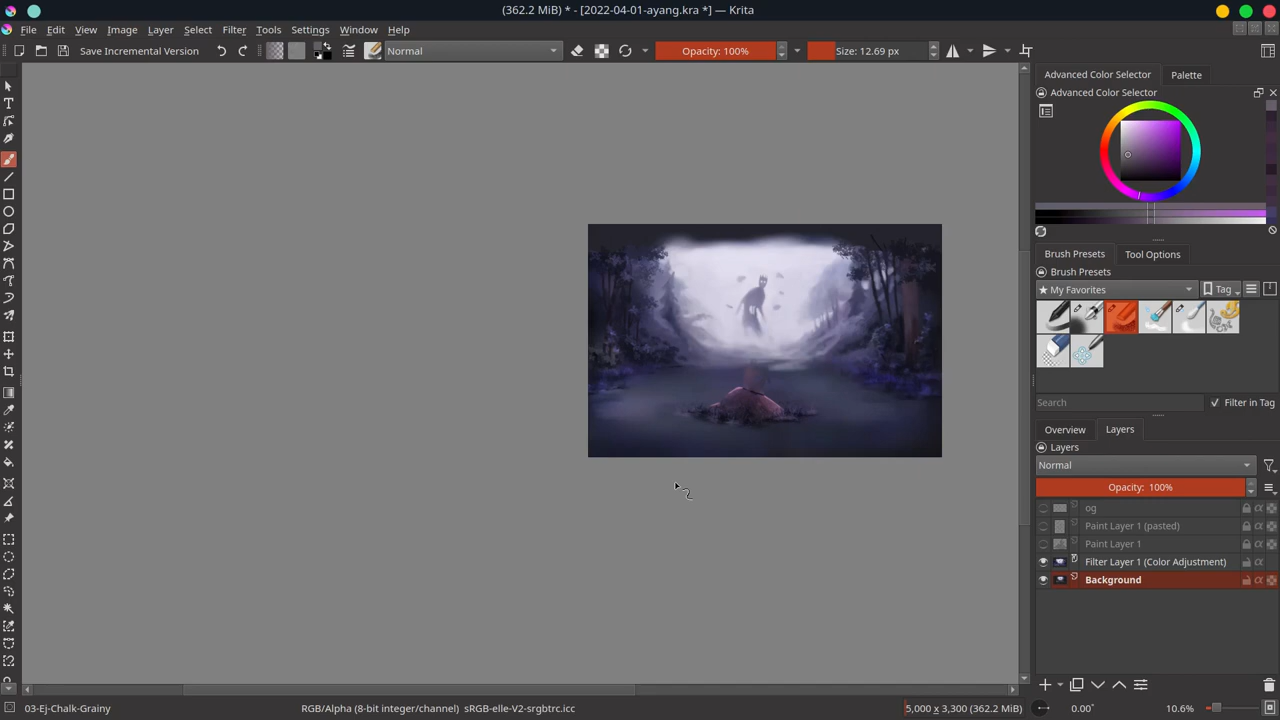 (362.2 MiB) * - [2022-04-01-ayang.kra *] — Krita
File Edit View Image Layer Select Filter Tools Settings Window Help
Save Incremental Version Normal Opacity: 100% Size: 12.69 px
Advanced Color Selector Palette
Advanced Color Selector
Brush Presets Tool Options
Brush Presets
★ My Favorites Tag
Search Filter in Tag
Overview Layers
Layers
Normal
Opacity: 100%
og
Paint Layer 1 (pasted)
Paint Layer 1
Filter Layer 1 (Color Adjustment)
Background
03-Ej-Chalk-Grainy RGB/Alpha (8-bit integer/channel) sRGB-elle-V2-srgbtrc.icc 5,000 x 3,300 (362.2 MiB) 0.00° 10.6%